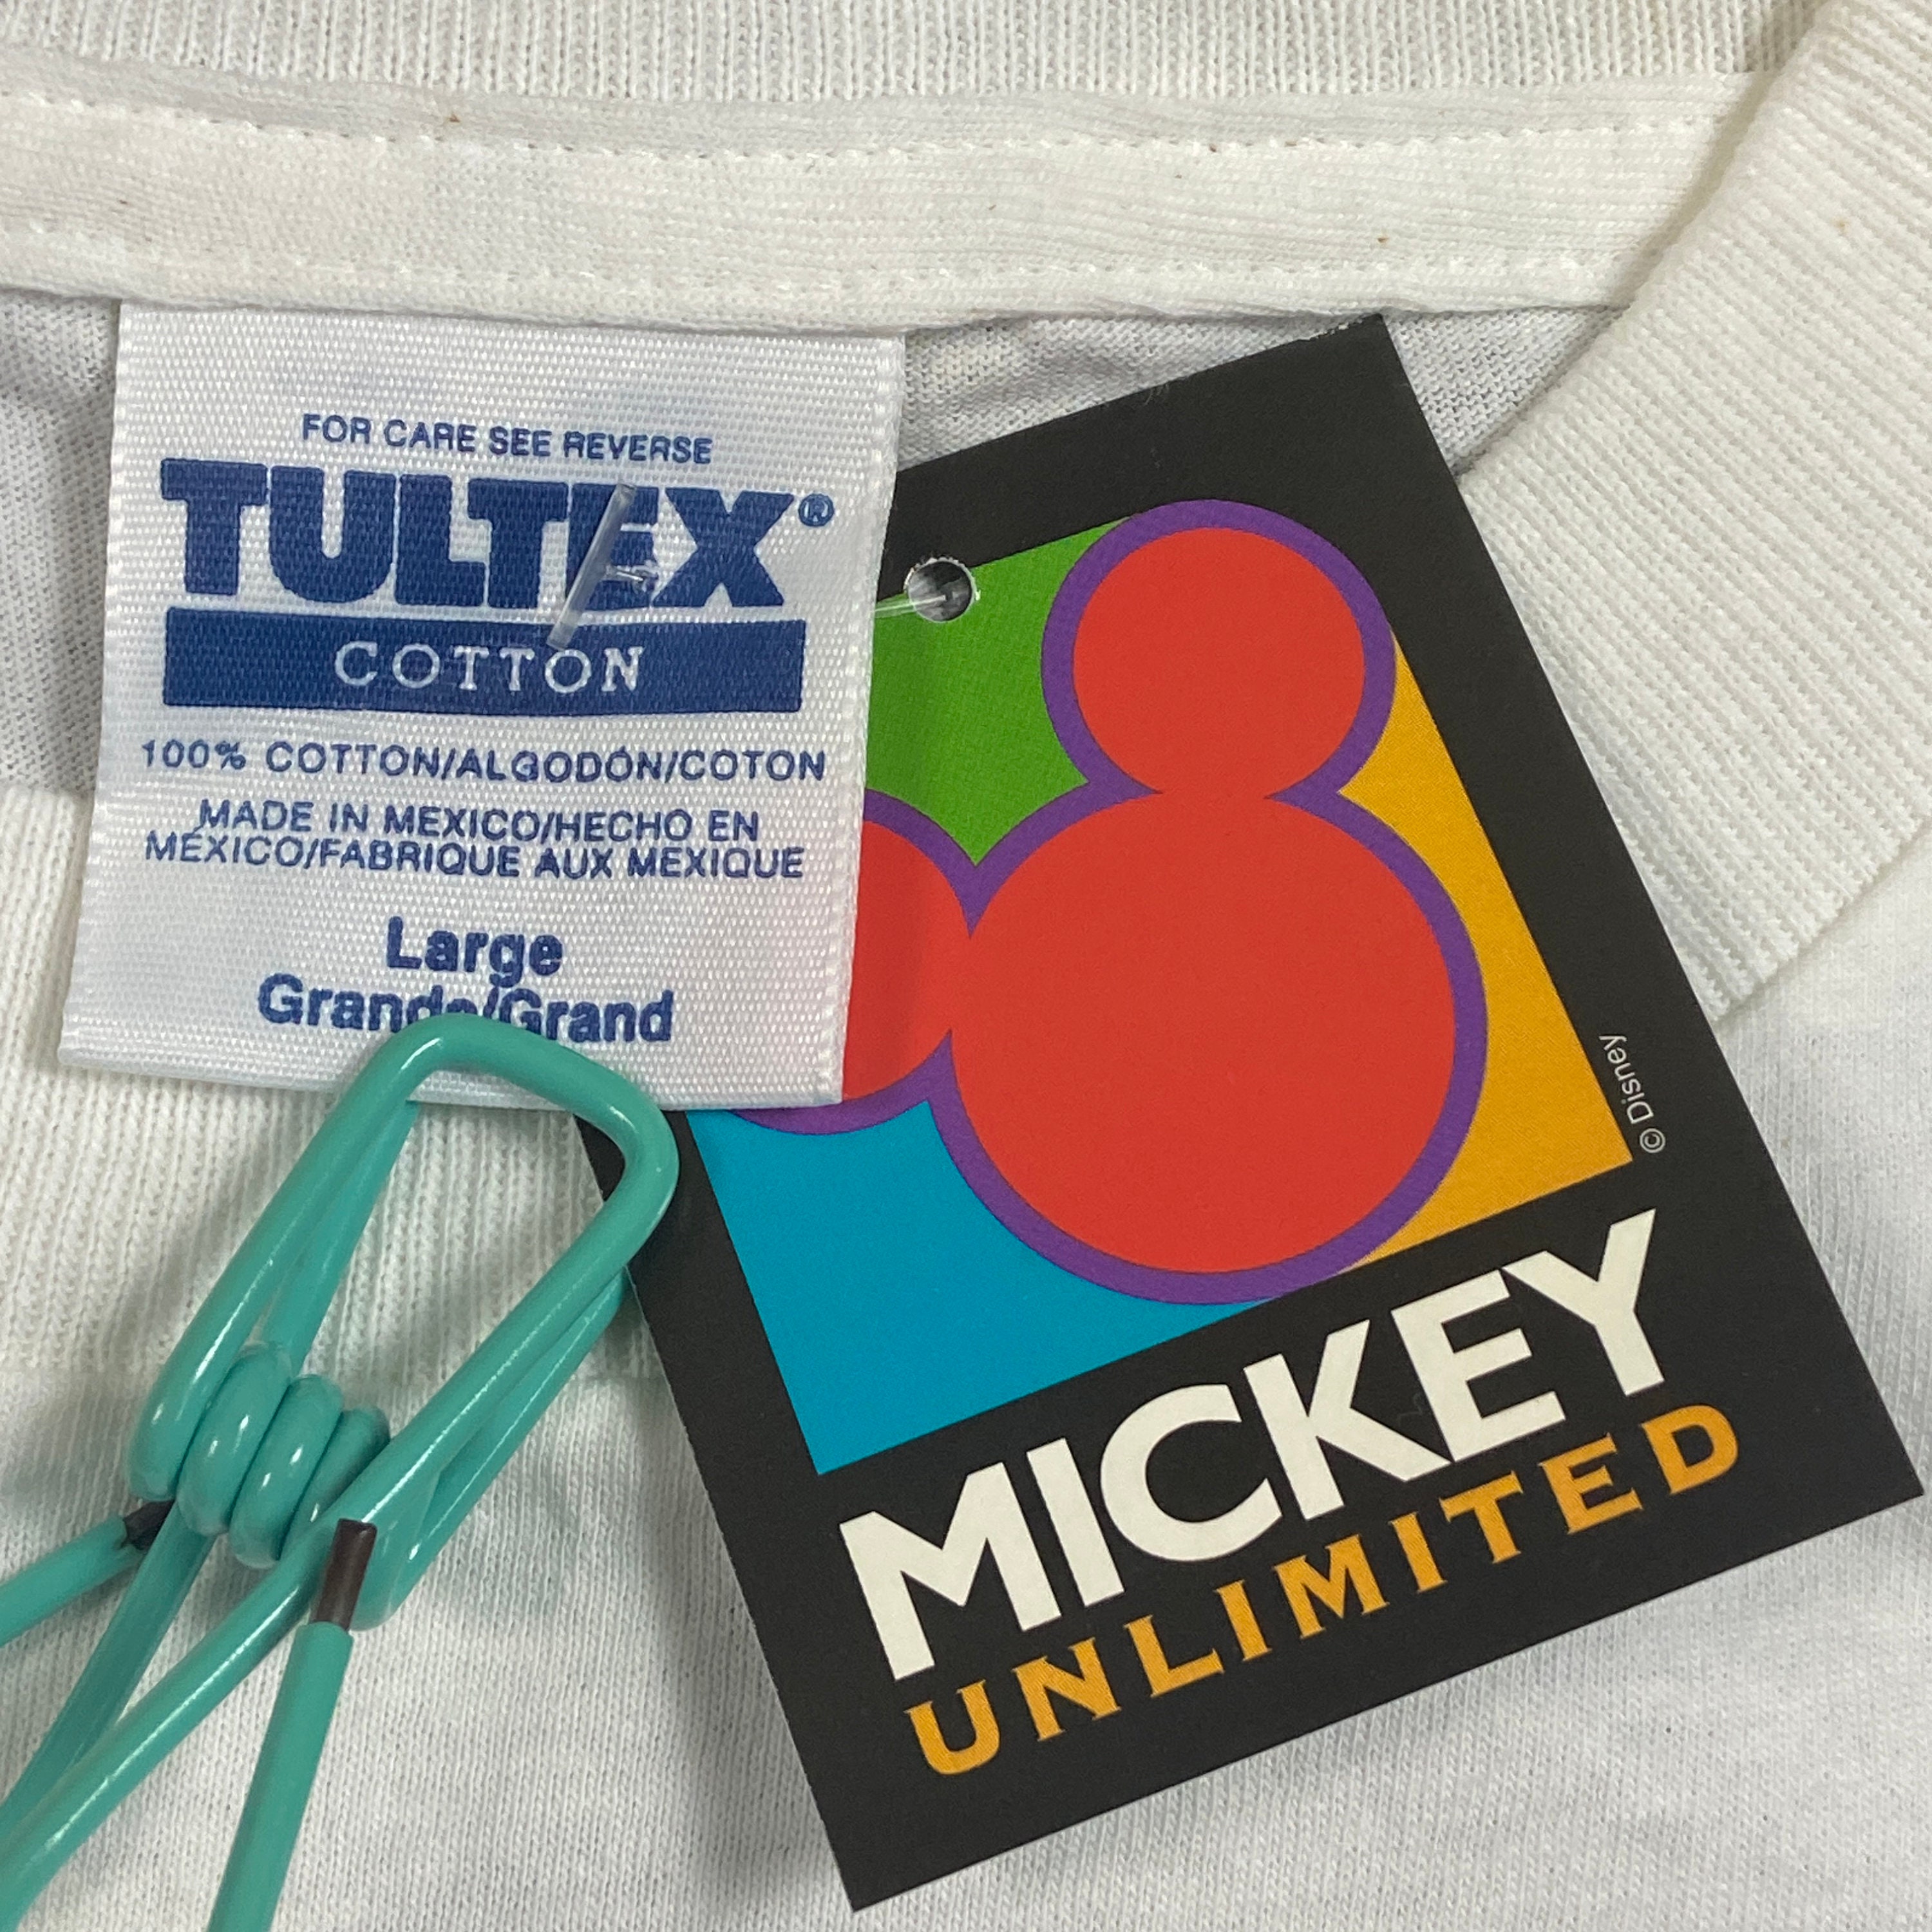 FOR CARE SEE REVERSE
TULTEX®
COTTON
100% COTTON/ALGODÓN/COTON
MADE IN MEXICO/HECHO EN
MÉXICO/FABRIQUE AUX MEXIQUE
Large
Grande/Grand
© Disney
MICKEY
UNLIMITED